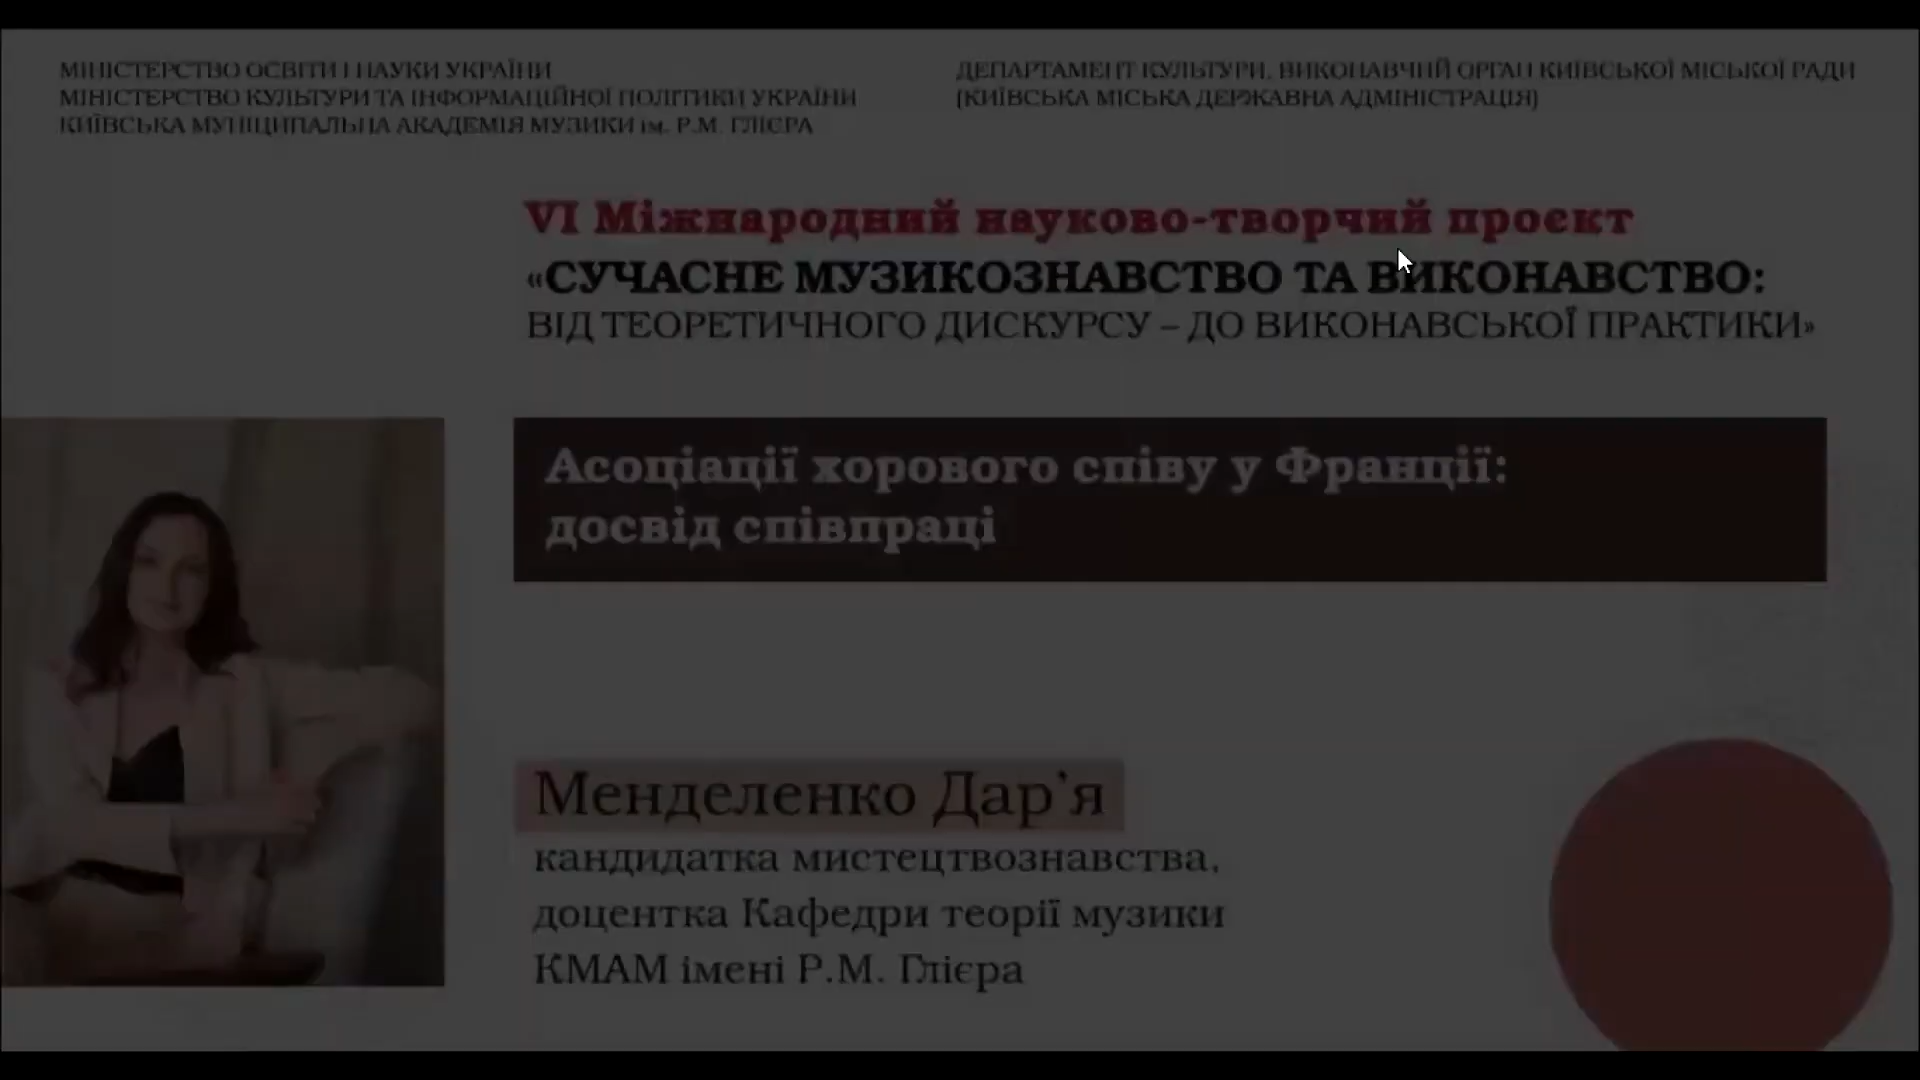 МІНІСТЕРСТВО ОСВІТИ І НАУКИ УКРАЇНИ
МІНІСТЕРСТВО КУЛЬТУРИ ТА ІНФОРМАЦІЙНОЇ ПОЛІТИКИ УКРАЇНИ
КИЇВСЬКА МУНІЦИПАЛЬНА АКАДЕМІЯ МУЗИКИ ім. Р.М. ГЛІЄРА
ДЕПАРТАМЕНТ КУЛЬТУРИ, ВИКОНАВЧИЙ ОРГАН КИЇВСЬКОЇ МІСЬКОЇ РАДИ
(КИЇВСЬКА МІСЬКА ДЕРЖАВНА АДМІНІСТРАЦІЯ)
VI Міжнародний науково-творчий проєкт
«СУЧАСНЕ МУЗИКОЗНАВСТВО ТА ВИКОНАВСТВО:
ВІД ТЕОРЕТИЧНОГО ДИСКУРСУ – ДО ВИКОНАВСЬКОЇ ПРАКТИКИ»
Асоціації хорового співу у Франції:
досвід співпраці
Менделенко Дар'я
кандидатка мистецтвознавства,
доцентка Кафедри теорії музики
КМАМ імені Р.М. Глієра